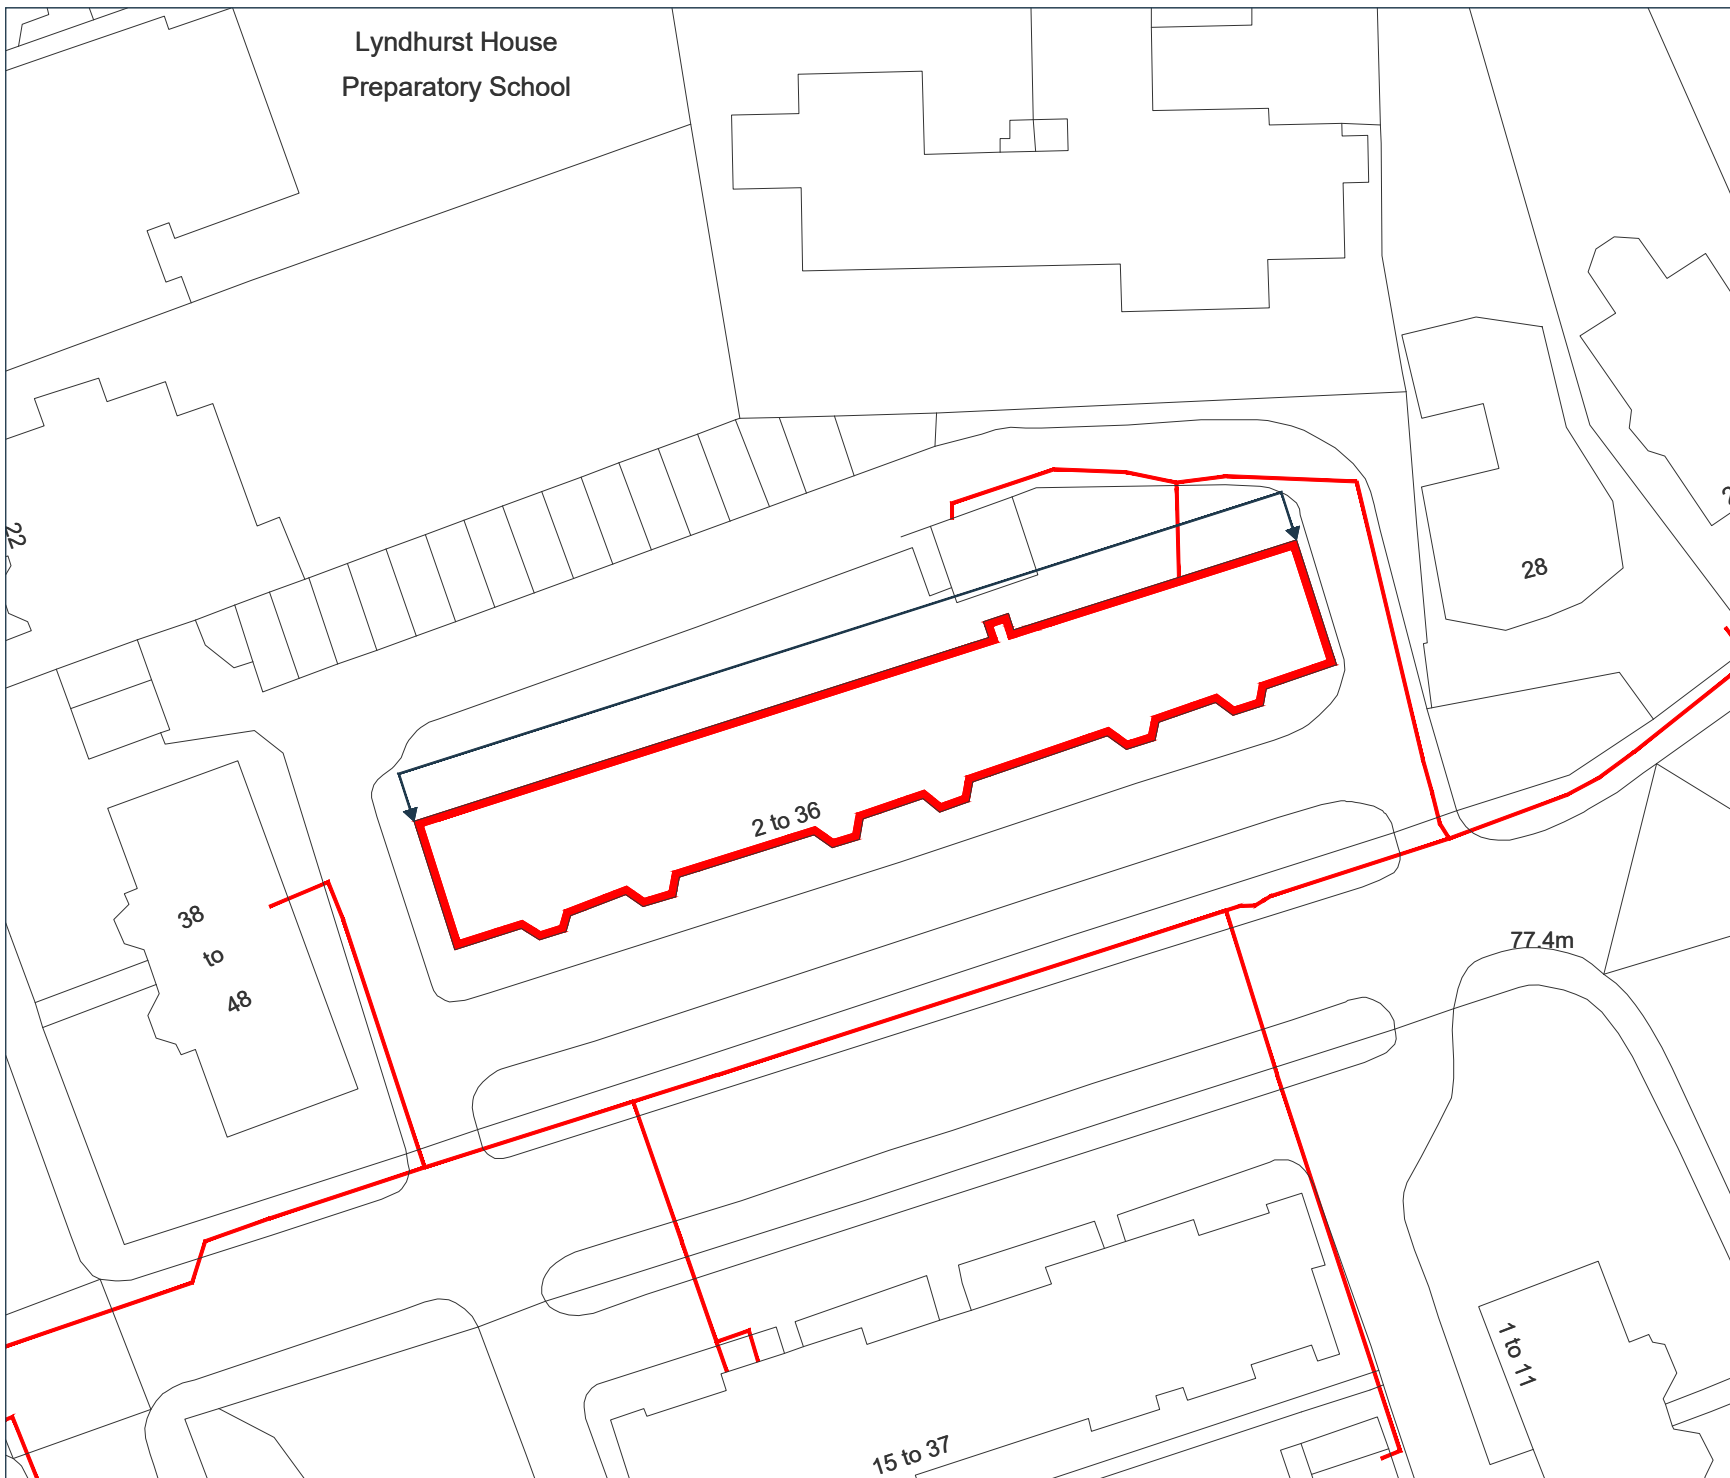 Lyndhurst House
Preparatory School
22
28
2 to 36
38
to
48
77.4m
1 to 11
15 to 37